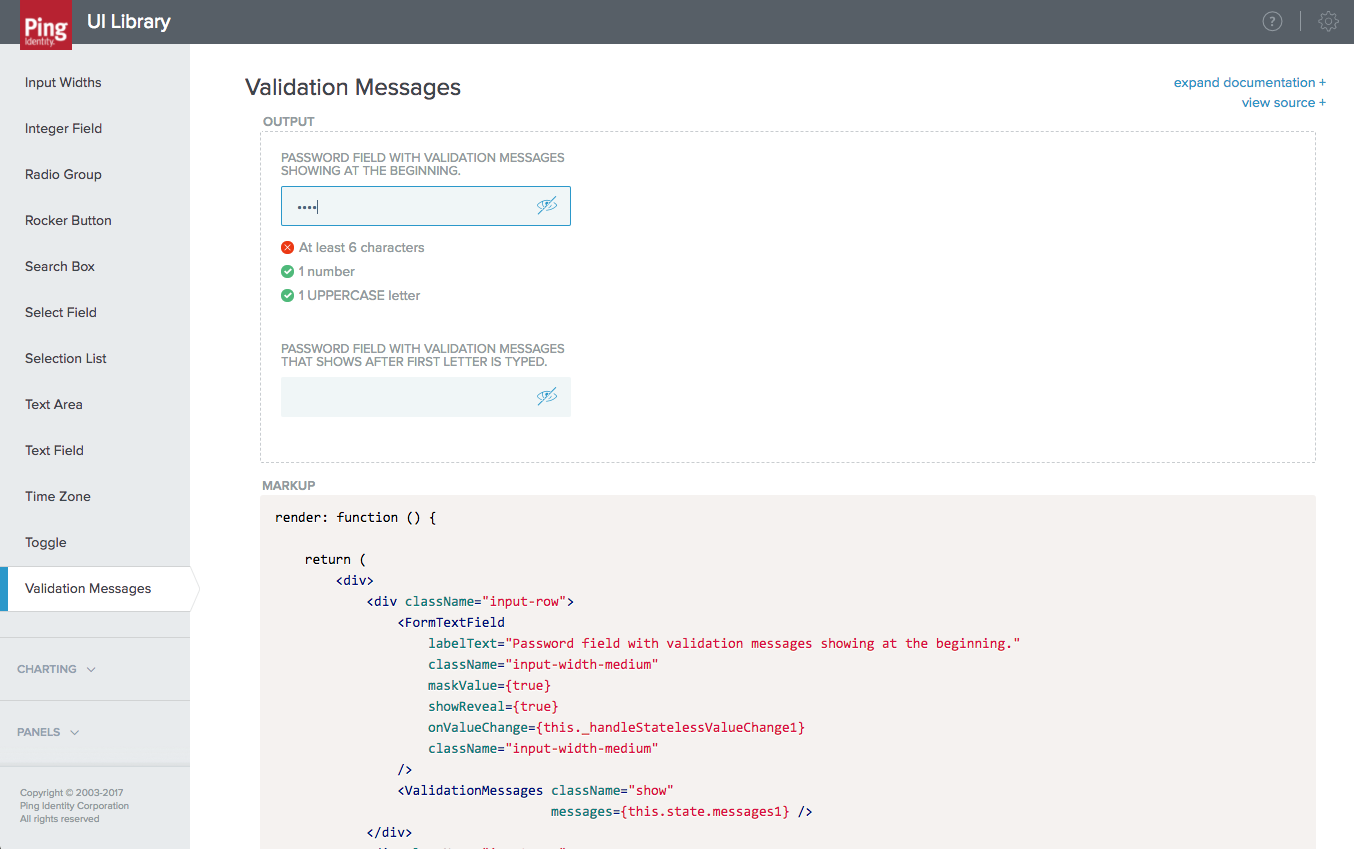 Ping
Identity.
UI Library
?
Input Widths
Integer Field
Radio Group
Rocker Button
Search Box
Select Field
Selection List
Text Area
Text Field
Time Zone
Toggle
Validation Messages
CHARTING
PANELS
Copyright © 2003-2017
Ping Identity Corporation
All rights reserved
Validation Messages
expand documentation +
view source +
OUTPUT
PASSWORD FIELD WITH VALIDATION MESSAGES
SHOWING AT THE BEGINNING.
••••
At least 6 characters
1 number
1 UPPERCASE letter
PASSWORD FIELD WITH VALIDATION MESSAGES
THAT SHOWS AFTER FIRST LETTER IS TYPED.
MARKUP
render: function () {
return (
<div>
<div className="input-row">
<FormTextField
labelText="Password field with validation messages showing at the beginning."
className="input-width-medium"
maskValue={true}
showReveal={true}
onValueChange={this._handleStatelessValueChange1}
className="input-width-medium"
/>
<ValidationMessages className="show"
messages={this.state.messages1} />
</div>